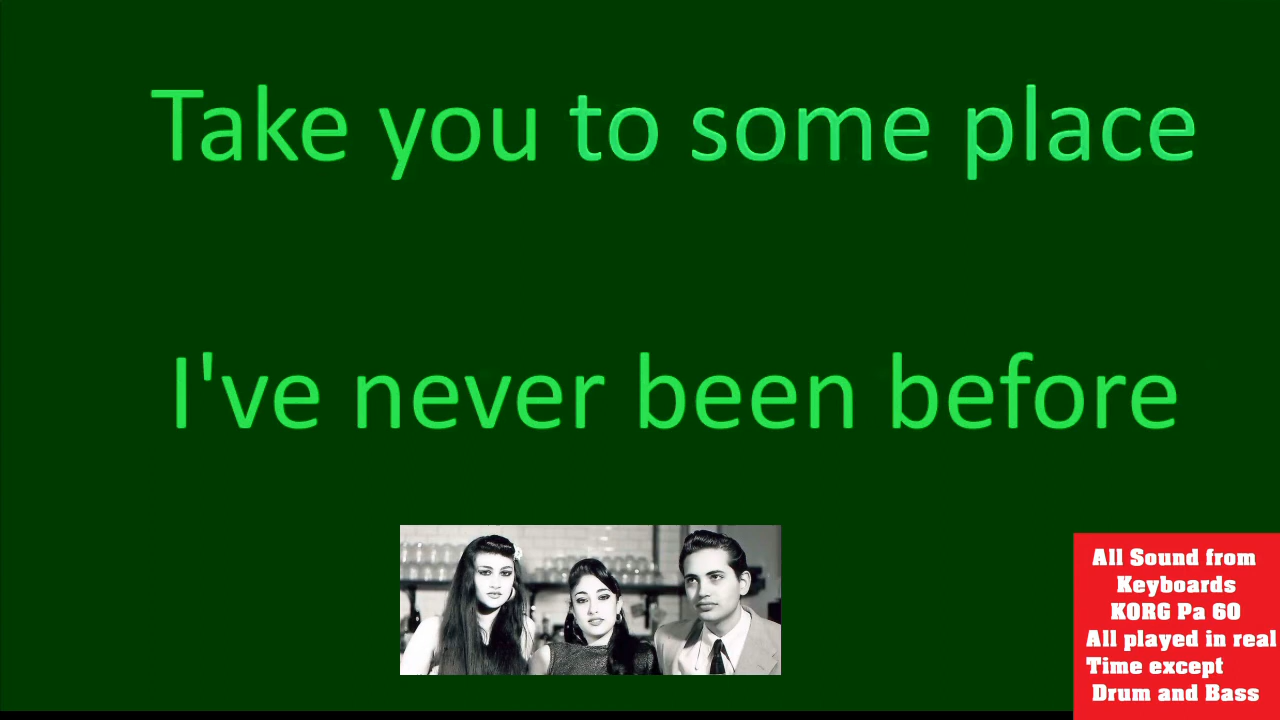 Take you to some place
I've never been before
All Sound from
Keyboards
KORG Pa 60
All played in real
Time except
Drum and Bass